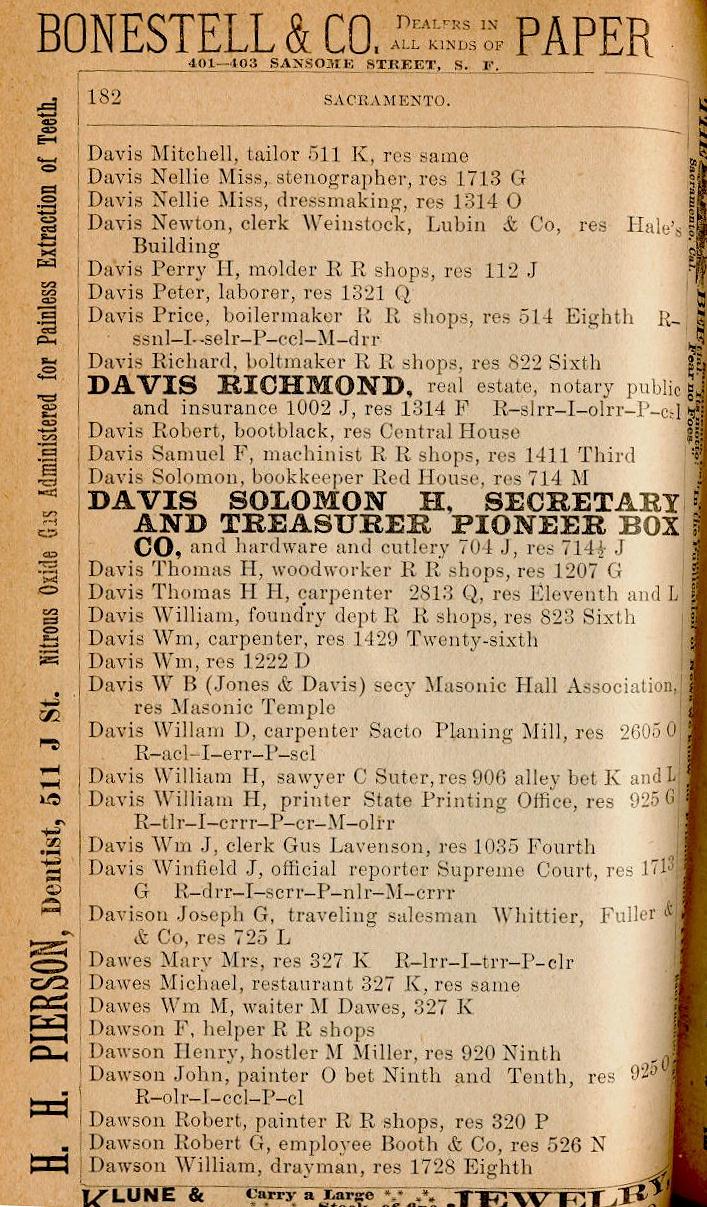 BONESTELL & CO. DEALERS IN ALL KINDS OF PAPER
401—403 SANSOME STREET, S. F.
182 SACRAMENTO.
Davis Mitchell, tailor 511 K, res same
Davis Nellie Miss, stenographer, res 1713 G
Davis Nellie Miss, dressmaking, res 1314 O
Davis Newton, clerk Weinstock, Lubin & Co, res Hale's
Building
Davis Perry H, molder R R shops, res 112 J
Davis Peter, laborer, res 1321 Q
Davis Price, boilermaker R R shops, res 514 Eighth R–
ssnl–I--selr–P–ccl–M–drr
Davis Richard, boltmaker R R shops, res 822 Sixth
DAVIS RICHMOND, real estate, notary public
and insurance 1002 J, res 1314 F R–slrr–I–olrr–P–csl
Davis Robert, bootblack, res Central House
Davis Samuel F, machinist R R shops, res 1411 Third
Davis Solomon, bookkeeper Red House, res 714 M
DAVIS SOLOMON H, SECRETARY
AND TREASURER PIONEER BOX
CO, and hardware and cutlery 704 J, res 714½ J
Davis Thomas H, woodworker R R shops, res 1207 G
Davis Thomas H H, carpenter 2813 Q, res Eleventh and L
Davis William, foundry dept R R shops, res 823 Sixth
Davis Wm, carpenter, res 1429 Twenty-sixth
Davis Wm, res 1222 D
Davis W B (Jones & Davis) secy Masonic Hall Association,
res Masonic Temple
Davis Willam D, carpenter Sacto Planing Mill, res 2605 O
R–acl–I–err–P–scl
Davis William H, sawyer C Suter, res 906 alley bet K and L
Davis William H, printer State Printing Office, res 925 G
R–tlr–I–crrr–P–cr–M–olrr
Davis Wm J, clerk Gus Lavenson, res 1035 Fourth
Davis Winfield J, official reporter Supreme Court, res 1713
G R–drr–I–scrr–P–nlr–M–crrr
Davison Joseph G, traveling salesman Whittier, Fuller &
& Co, res 725 L
Dawes Mary Mrs, res 327 K R–lrr–I–trr–P–clr
Dawes Michael, restaurant 327 K, res same
Dawes Wm M, waiter M Dawes, 327 K
Dawson F, helper R R shops
Dawson Henry, hostler M Miller, res 920 Ninth
Dawson John, painter O bet Ninth and Tenth, res 925 O
R–olr–I–ccl–P–cl
Dawson Robert, painter R R shops, res 320 P
Dawson Robert G, employee Booth & Co, res 526 N
Dawson William, drayman, res 1728 Eighth
KLUNE & Carry a Large JEWELRY,
H. H. PIERSON, Dentist, 511 J St. Nitrous Oxide Gas Administered for Painless Extraction of Teeth.
Sacramento, Cal.